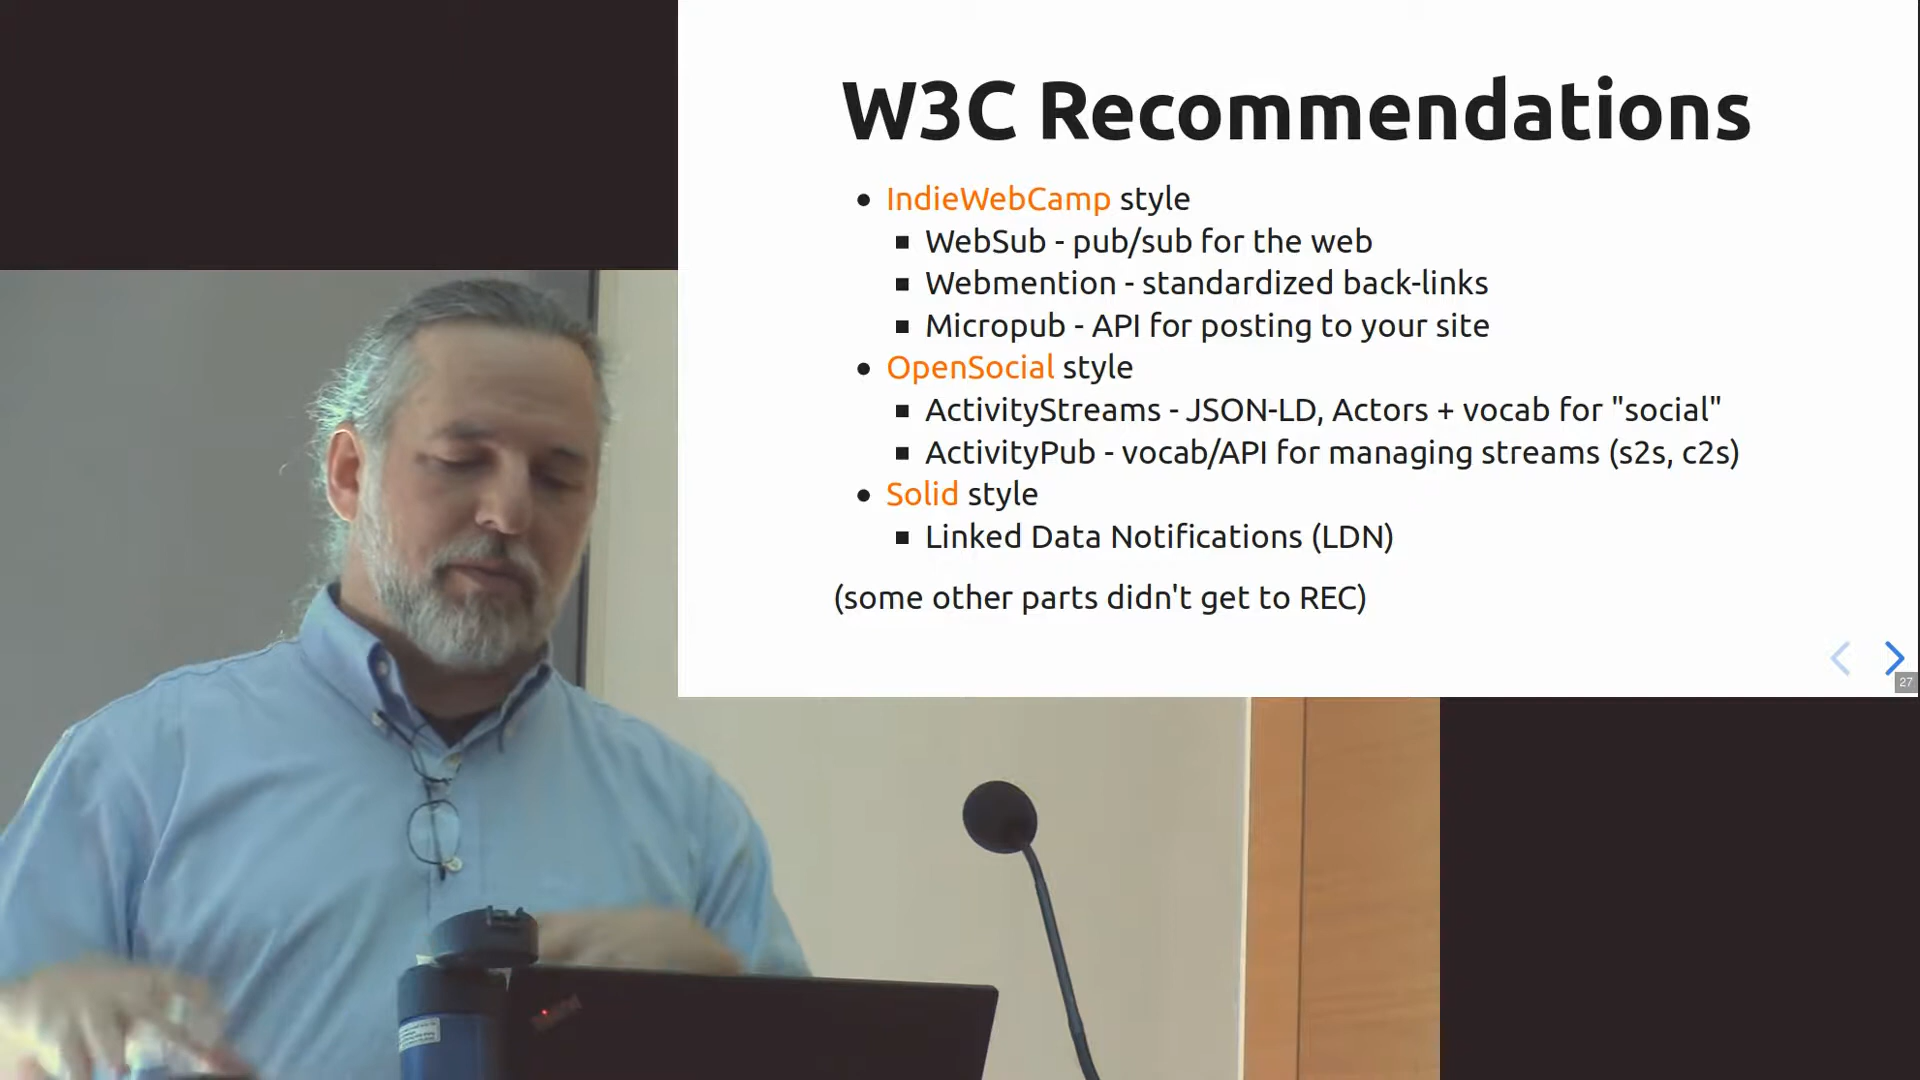 W3C Recommendations
IndieWebCamp style
WebSub - pub/sub for the web
Webmention - standardized back-links
Micropub - API for posting to your site
OpenSocial style
ActivityStreams - JSON-LD, Actors + vocab for "social"
ActivityPub - vocab/API for managing streams (s2s, c2s)
Solid style
Linked Data Notifications (LDN)
(some other parts didn't get to REC)
27